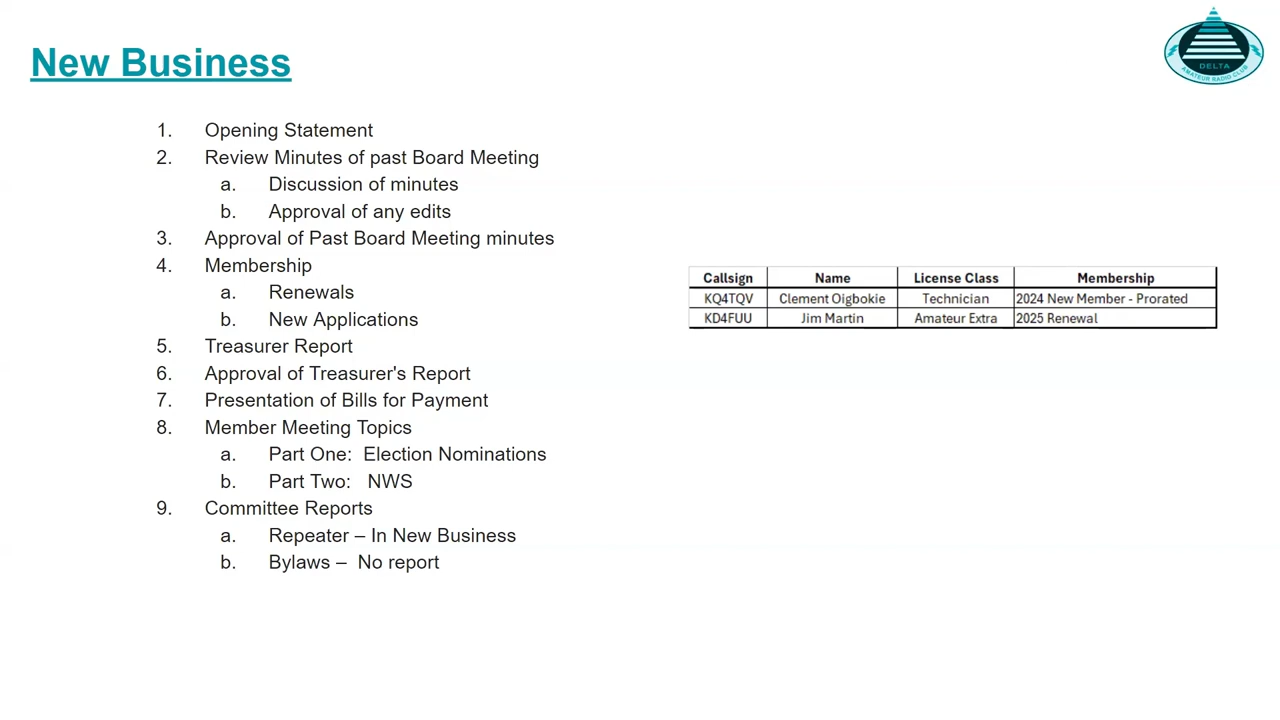 New Business
DELTA
AMATEUR RADIO CLUB
1. Opening Statement
2. Review Minutes of past Board Meeting
a. Discussion of minutes
b. Approval of any edits
3. Approval of Past Board Meeting minutes
4. Membership
a. Renewals
b. New Applications
5. Treasurer Report
6. Approval of Treasurer's Report
7. Presentation of Bills for Payment
8. Member Meeting Topics
a. Part One: Election Nominations
b. Part Two: NWS
9. Committee Reports
a. Repeater – In New Business
b. Bylaws – No report
Callsign Name License Class Membership
KQ4TQV Clement Oigbokie Technician 2024 New Member - Prorated
KD4FUU Jim Martin Amateur Extra 2025 Renewal